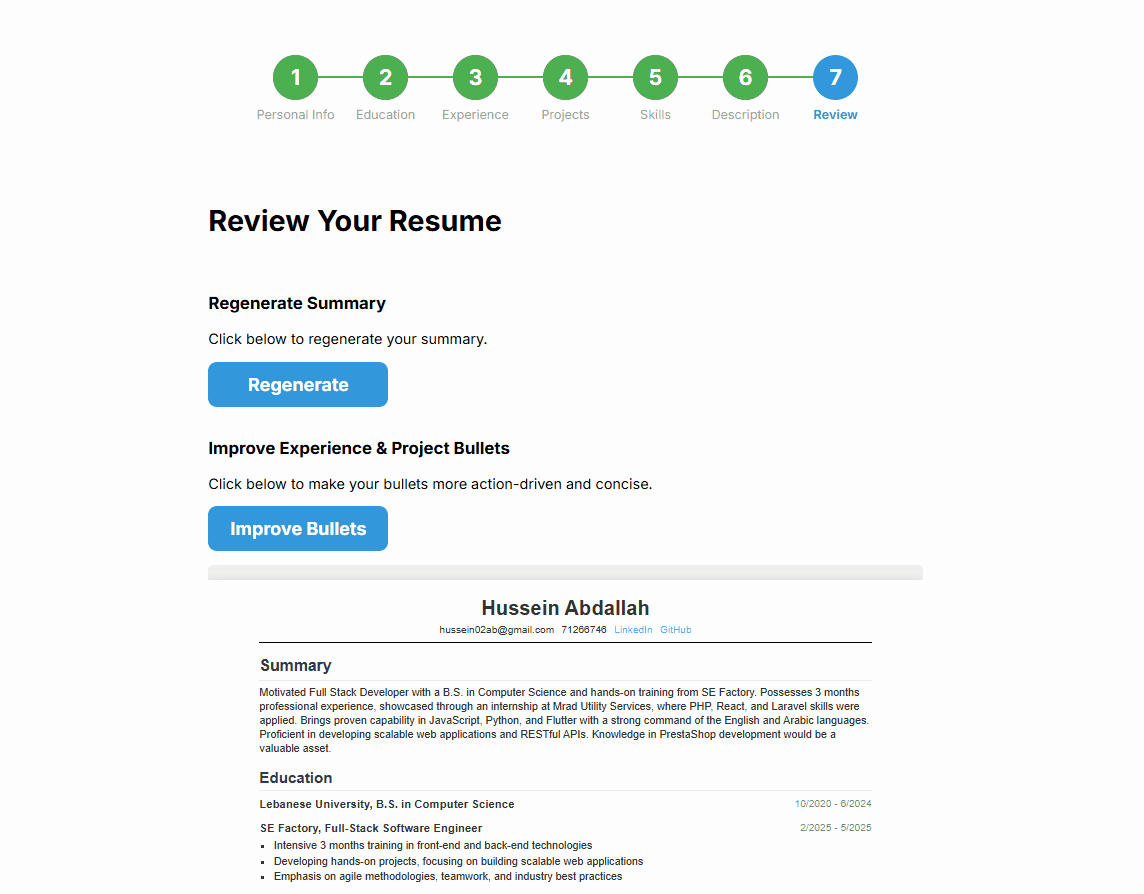 1 2 3 4 5 6 7
Personal Info Education Experience Projects Skills Description Review
Review Your Resume
Regenerate Summary
Click below to regenerate your summary.
Regenerate
Improve Experience & Project Bullets
Click below to make your bullets more action-driven and concise.
Improve Bullets
Hussein Abdallah
hussein02ab@gmail.com 71266746 LinkedIn GitHub
Summary
Motivated Full Stack Developer with a B.S. in Computer Science and hands-on training from SE Factory. Possesses 3 months
professional experience, showcased through an internship at Mrad Utility Services, where PHP, React, and Laravel skills were
applied. Brings proven capability in JavaScript, Python, and Flutter with a strong command of the English and Arabic languages.
Proficient in developing scalable web applications and RESTful APIs. Knowledge in PrestaShop development would be a
valuable asset.
Education
Lebanese University, B.S. in Computer Science 10/2020 - 6/2024
SE Factory, Full-Stack Software Engineer 2/2025 - 5/2025
▪ Intensive 3 months training in front-end and back-end technologies
▪ Developing hands-on projects, focusing on building scalable web applications
▪ Emphasis on agile methodologies, teamwork, and industry best practices